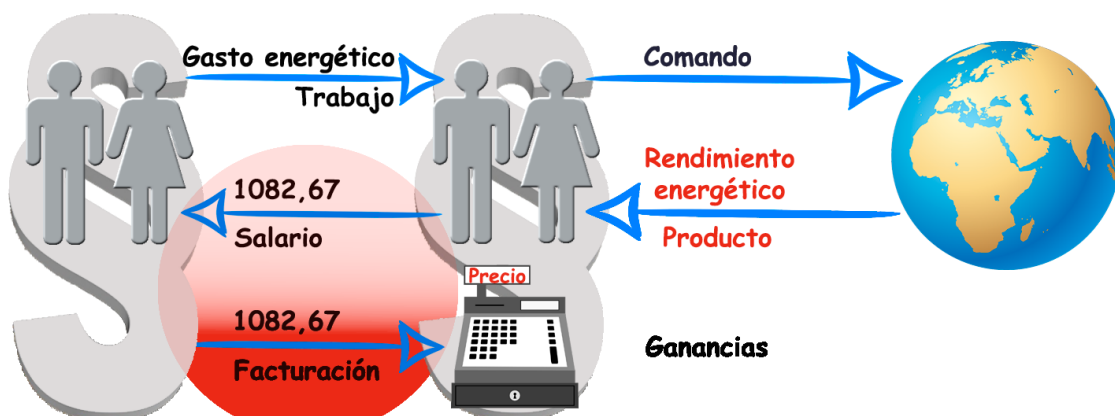 Gasto energético
Trabajo
Comando
Rendimiento
energético
Producto
1082,67
Salario
Precio
1082,67
Facturación
Ganancias